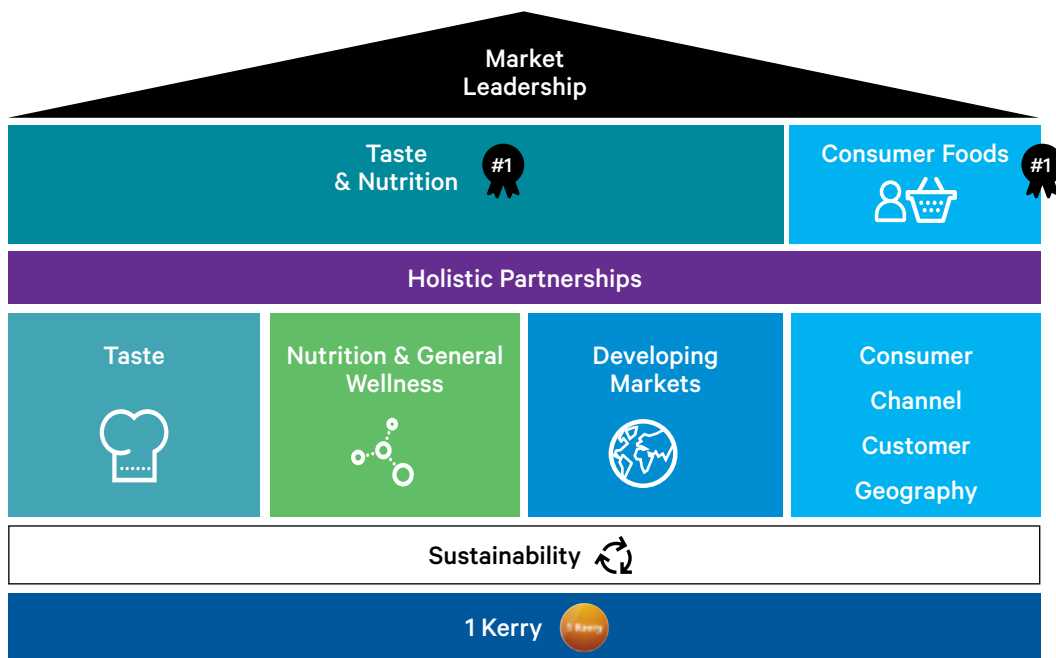 Market
Leadership
Taste
& Nutrition
#1
Consumer Foods
#1
Holistic Partnerships
Taste
Nutrition & General
Wellness
Developing
Markets
Consumer
Channel
Customer
Geography
Sustainability
1 Kerry